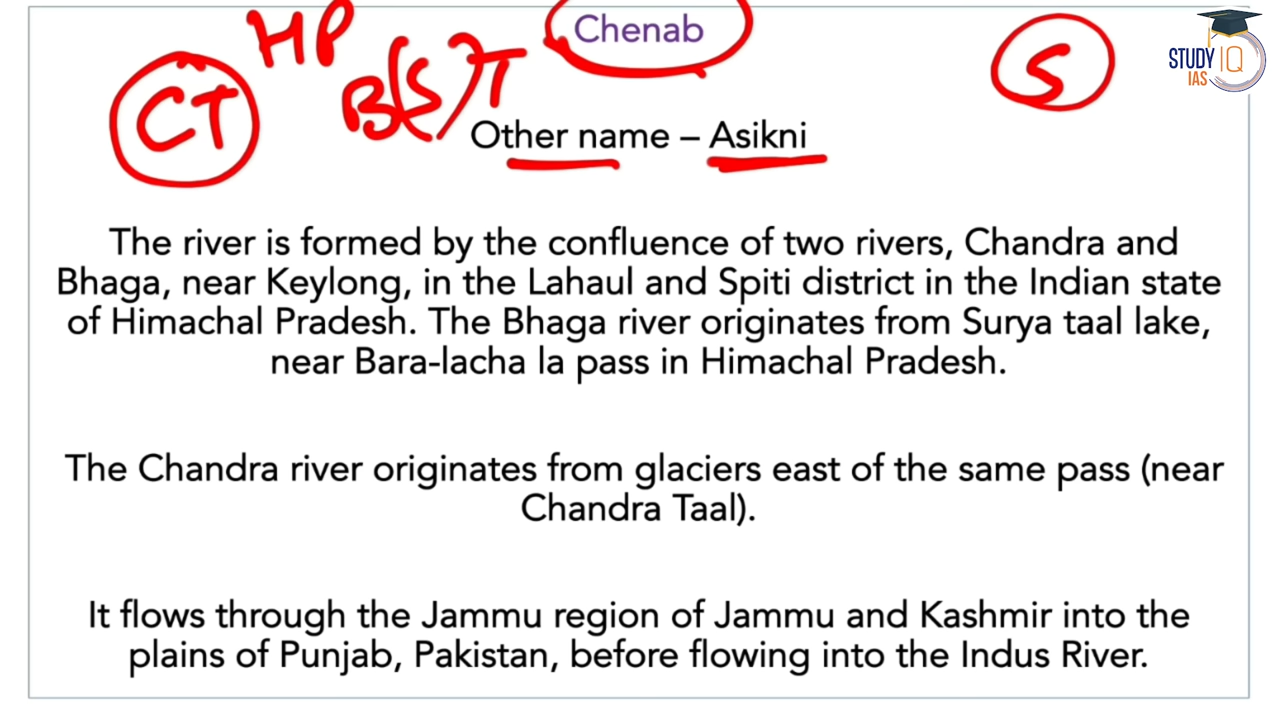 HP
Chenab
CT
B(S)T
S
STUDY IQ
IAS
Other name – Asikni
The river is formed by the confluence of two rivers, Chandra and
Bhaga, near Keylong, in the Lahaul and Spiti district in the Indian state
of Himachal Pradesh. The Bhaga river originates from Surya taal lake,
near Bara-lacha la pass in Himachal Pradesh.
The Chandra river originates from glaciers east of the same pass (near
Chandra Taal).
It flows through the Jammu region of Jammu and Kashmir into the
plains of Punjab, Pakistan, before flowing into the Indus River.